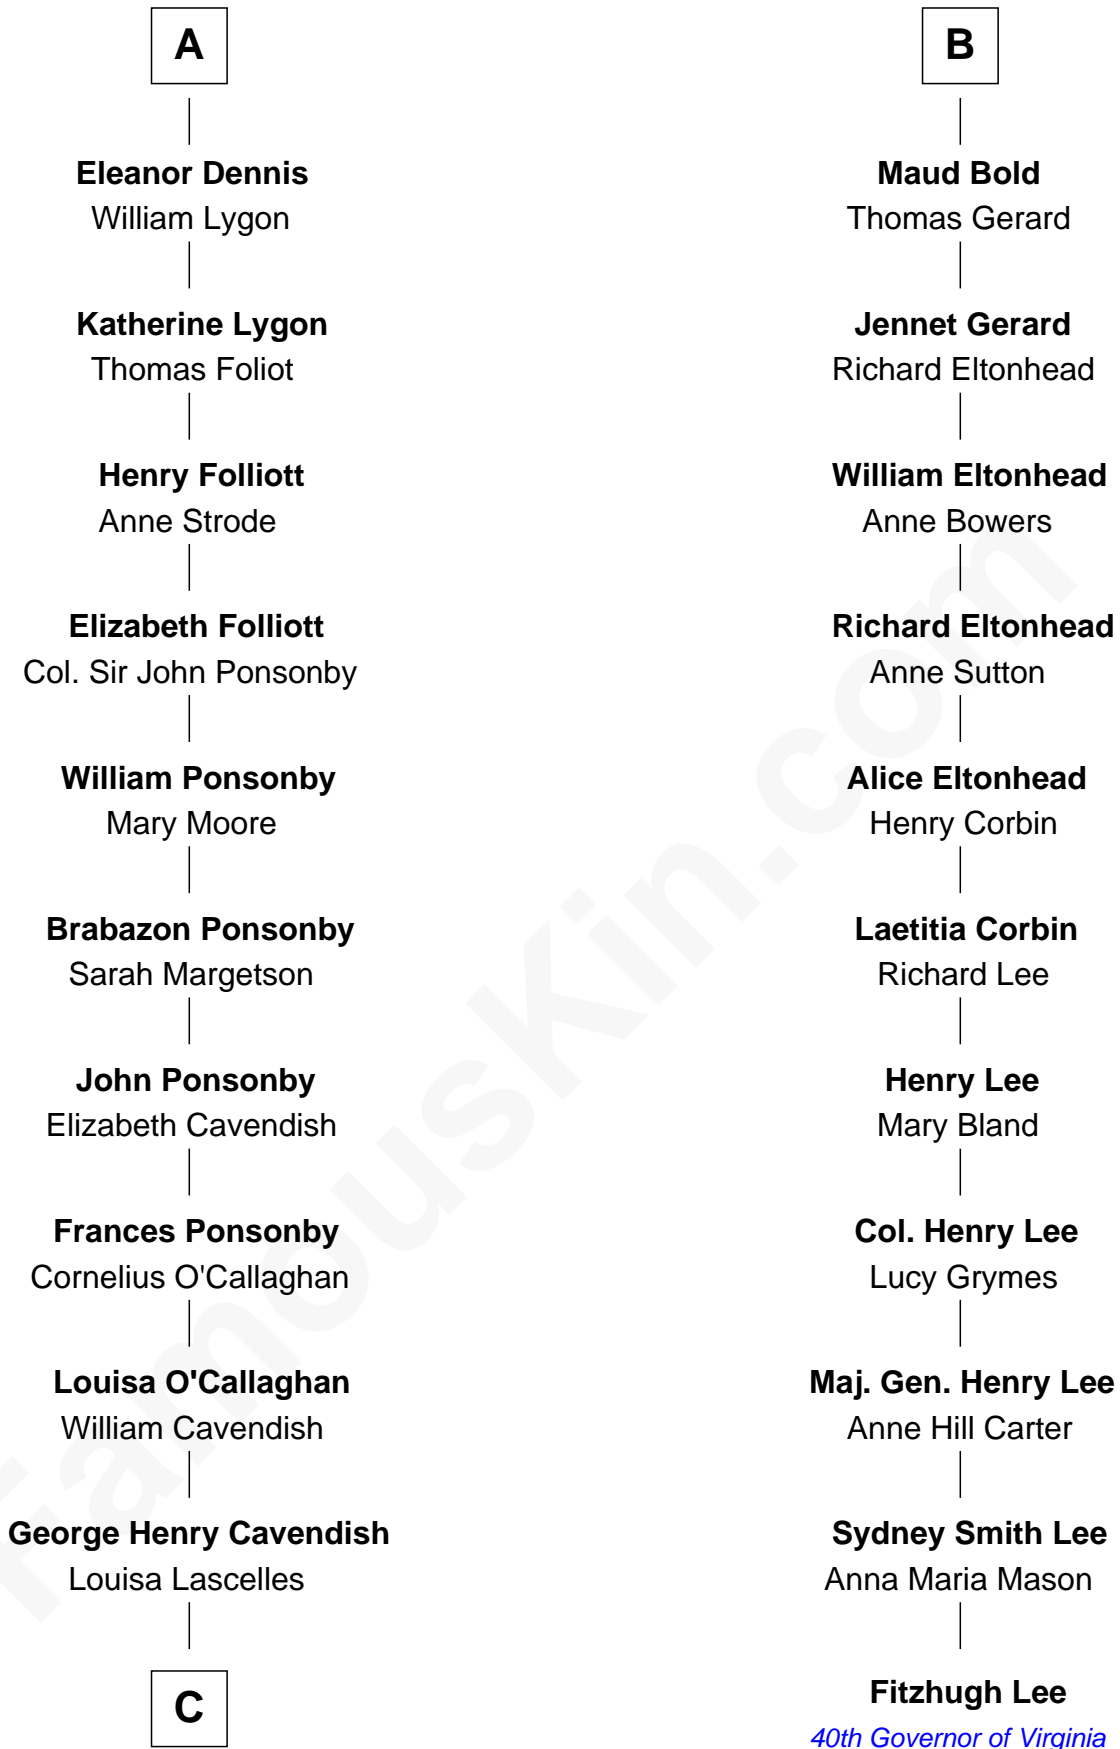 A
Eleanor Dennis
William Lygon
Katherine Lygon
Thomas Foliot
Henry Folliott
Anne Strode
Elizabeth Folliott
Col. Sir John Ponsonby
William Ponsonby
Mary Moore
Brabazon Ponsonby
Sarah Margetson
John Ponsonby
Elizabeth Cavendish
Frances Ponsonby
Cornelius O'Callaghan
Louisa O'Callaghan
William Cavendish
George Henry Cavendish
Louisa Lascelles
C
B
Maud Bold
Thomas Gerard
Jennet Gerard
Richard Eltonhead
William Eltonhead
Anne Bowers
Richard Eltonhead
Anne Sutton
Alice Eltonhead
Henry Corbin
Laetitia Corbin
Richard Lee
Henry Lee
Mary Bland
Col. Henry Lee
Lucy Grymes
Maj. Gen. Henry Lee
Anne Hill Carter
Sydney Smith Lee
Anna Maria Mason
Fitzhugh Lee
40th Governor of Virginia
FamousKin.com